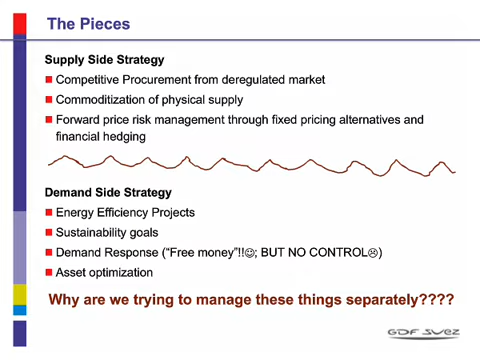 The Pieces
Supply Side Strategy
Competitive Procurement from deregulated market
Commoditization of physical supply
Forward price risk management through fixed pricing alternatives and
financial hedging
Demand Side Strategy
Energy Efficiency Projects
Sustainability goals
Demand Response ("Free money"!!☺; BUT NO CONTROL☹)
Asset optimization
Why are we trying to manage these things separately????
GDF SUEZ